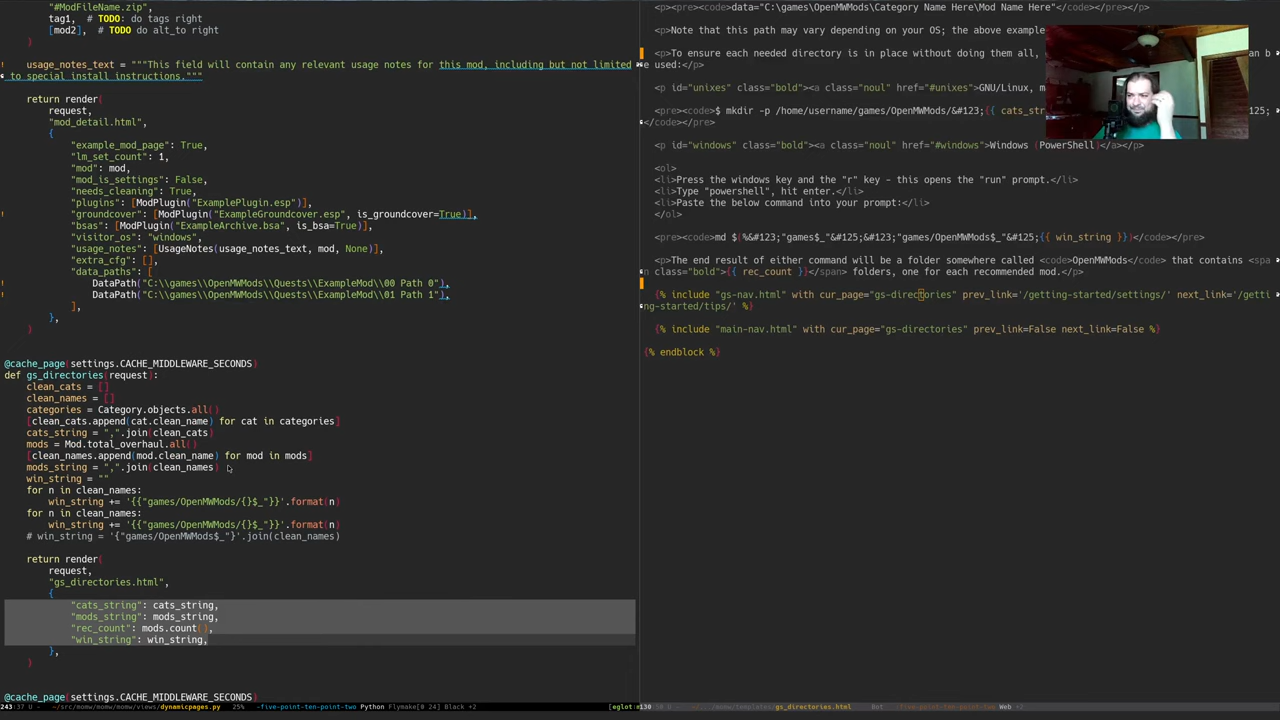 "#ModFileName.zip",
tag1,  # TODO: do tags right
[mod2],  # TODO do alt_to right
)
usage_notes_text = """This field will contain any relevant usage notes for this mod, including but not limited
to special install instructions."""
return render(
request,
"mod_detail.html",
{
"example_mod_page": True,
"lm_set_count": 1,
"mod": mod,
"mod_is_settings": False,
"needs_cleaning": True,
"plugins": [ModPlugin("ExamplePlugin.esp")],
"groundcover": [ModPlugin("ExampleGroundcover.esp", is_groundcover=True)],
"bsas": [ModPlugin("ExampleArchive.bsa", is_bsa=True)],
"visitor_os": "windows",
"usage_notes": [UsageNotes(usage_notes_text, mod, None)],
"extra_cfg": [],
"data_paths": [
DataPath("C:\\games\\OpenMWMods\\Quests\\ExampleMod\\00 Path 0"),
DataPath("C:\\games\\OpenMWMods\\Quests\\ExampleMod\\01 Path 1"),
],
},
)
@cache_page(settings.CACHE_MIDDLEWARE_SECONDS)
def gs_directories(request):
clean_cats = []
clean_names = []
categories = Category.objects.all()
[clean_cats.append(cat.clean_name) for cat in categories]
cats_string = ",".join(clean_cats)
mods = Mod.total_overhaul.all()
[clean_names.append(mod.clean_name) for mod in mods]
mods_string = ",".join(clean_names)
win_string = ""
for n in clean_names:
win_string += '{{"games/OpenMWMods/{}$_"}}'.format(n)
for n in clean_names:
win_string += '{{"games/OpenMWMods/{}$_"}}'.format(n)
# win_string = '{"games/OpenMWMods$_"}'.join(clean_names)
return render(
request,
"gs_directories.html",
{
"cats_string": cats_string,
"mods_string": mods_string,
"rec_count": mods.count(),
"win_string": win_string,
},
)
@cache_page(settings.CACHE_MIDDLEWARE_SECONDS)
<p><pre><code>data="C:\games\OpenMWMods\Category Name Here\Mod Name Here"</code></pre></p>
<p>Note that this path may vary depending on your OS; the above example
<p>To ensure each needed directory is in place without doing them all,
used:</p>
<p id="unixes" class="bold"><a class="noul" href="#unixes">GNU/Linux, m
<pre><code>$ mkdir -p /home/username/games/OpenMWMods/&#123;{{ cats_str
</code></pre>
<p id="windows" class="bold"><a class="noul" href="#windows">Windows (PowerShell)</a></p>
<ol>
<li>Press the windows key and the "r" key - this opens the "run" prompt.</li>
<li>Type "powershell", hit enter.</li>
<li>Paste the below command into your prompt:</li>
</ol>
<pre><code>md $(%&#123;"games$_"&#125;&#123;"games/OpenMWMods$_"&#125;{{ win_string }})</code></pre>
<p>The end result of either command will be a folder somewhere called <code>OpenMWMods</code> that contains <spa
n class="bold">{{ rec_count }}</span> folders, one for each recommended mod.</p>
{% include "gs-nav.html" with cur_page="gs-directories" prev_link='/getting-started/settings/' next_link='/getti
ng-started/tips/' %}
{% include "main-nav.html" with cur_page="gs-directories" prev_link=False next_link=False %}
{% endblock %}
243:37 U -  ~/src/momw/momw/momw/views/dynamicpages.py  25%  -five-point-ten-point-two  Python  Flymake[0 24]  Black +2  [eglot:m
gs_directories.html  Bot  Web +2